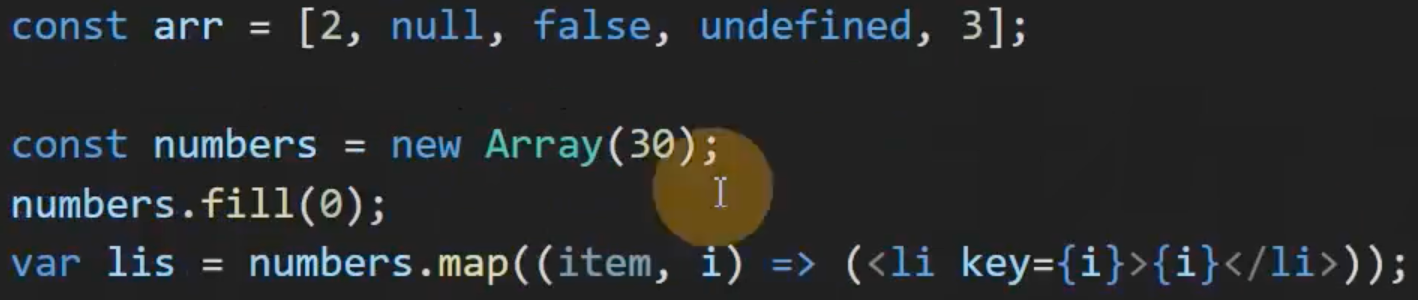 const arr = [2, null, false, undefined, 3];
const numbers = new Array(30);
numbers.fill(0);
var lis = numbers.map((item, i) => (<li key={i}>{i}</li>));